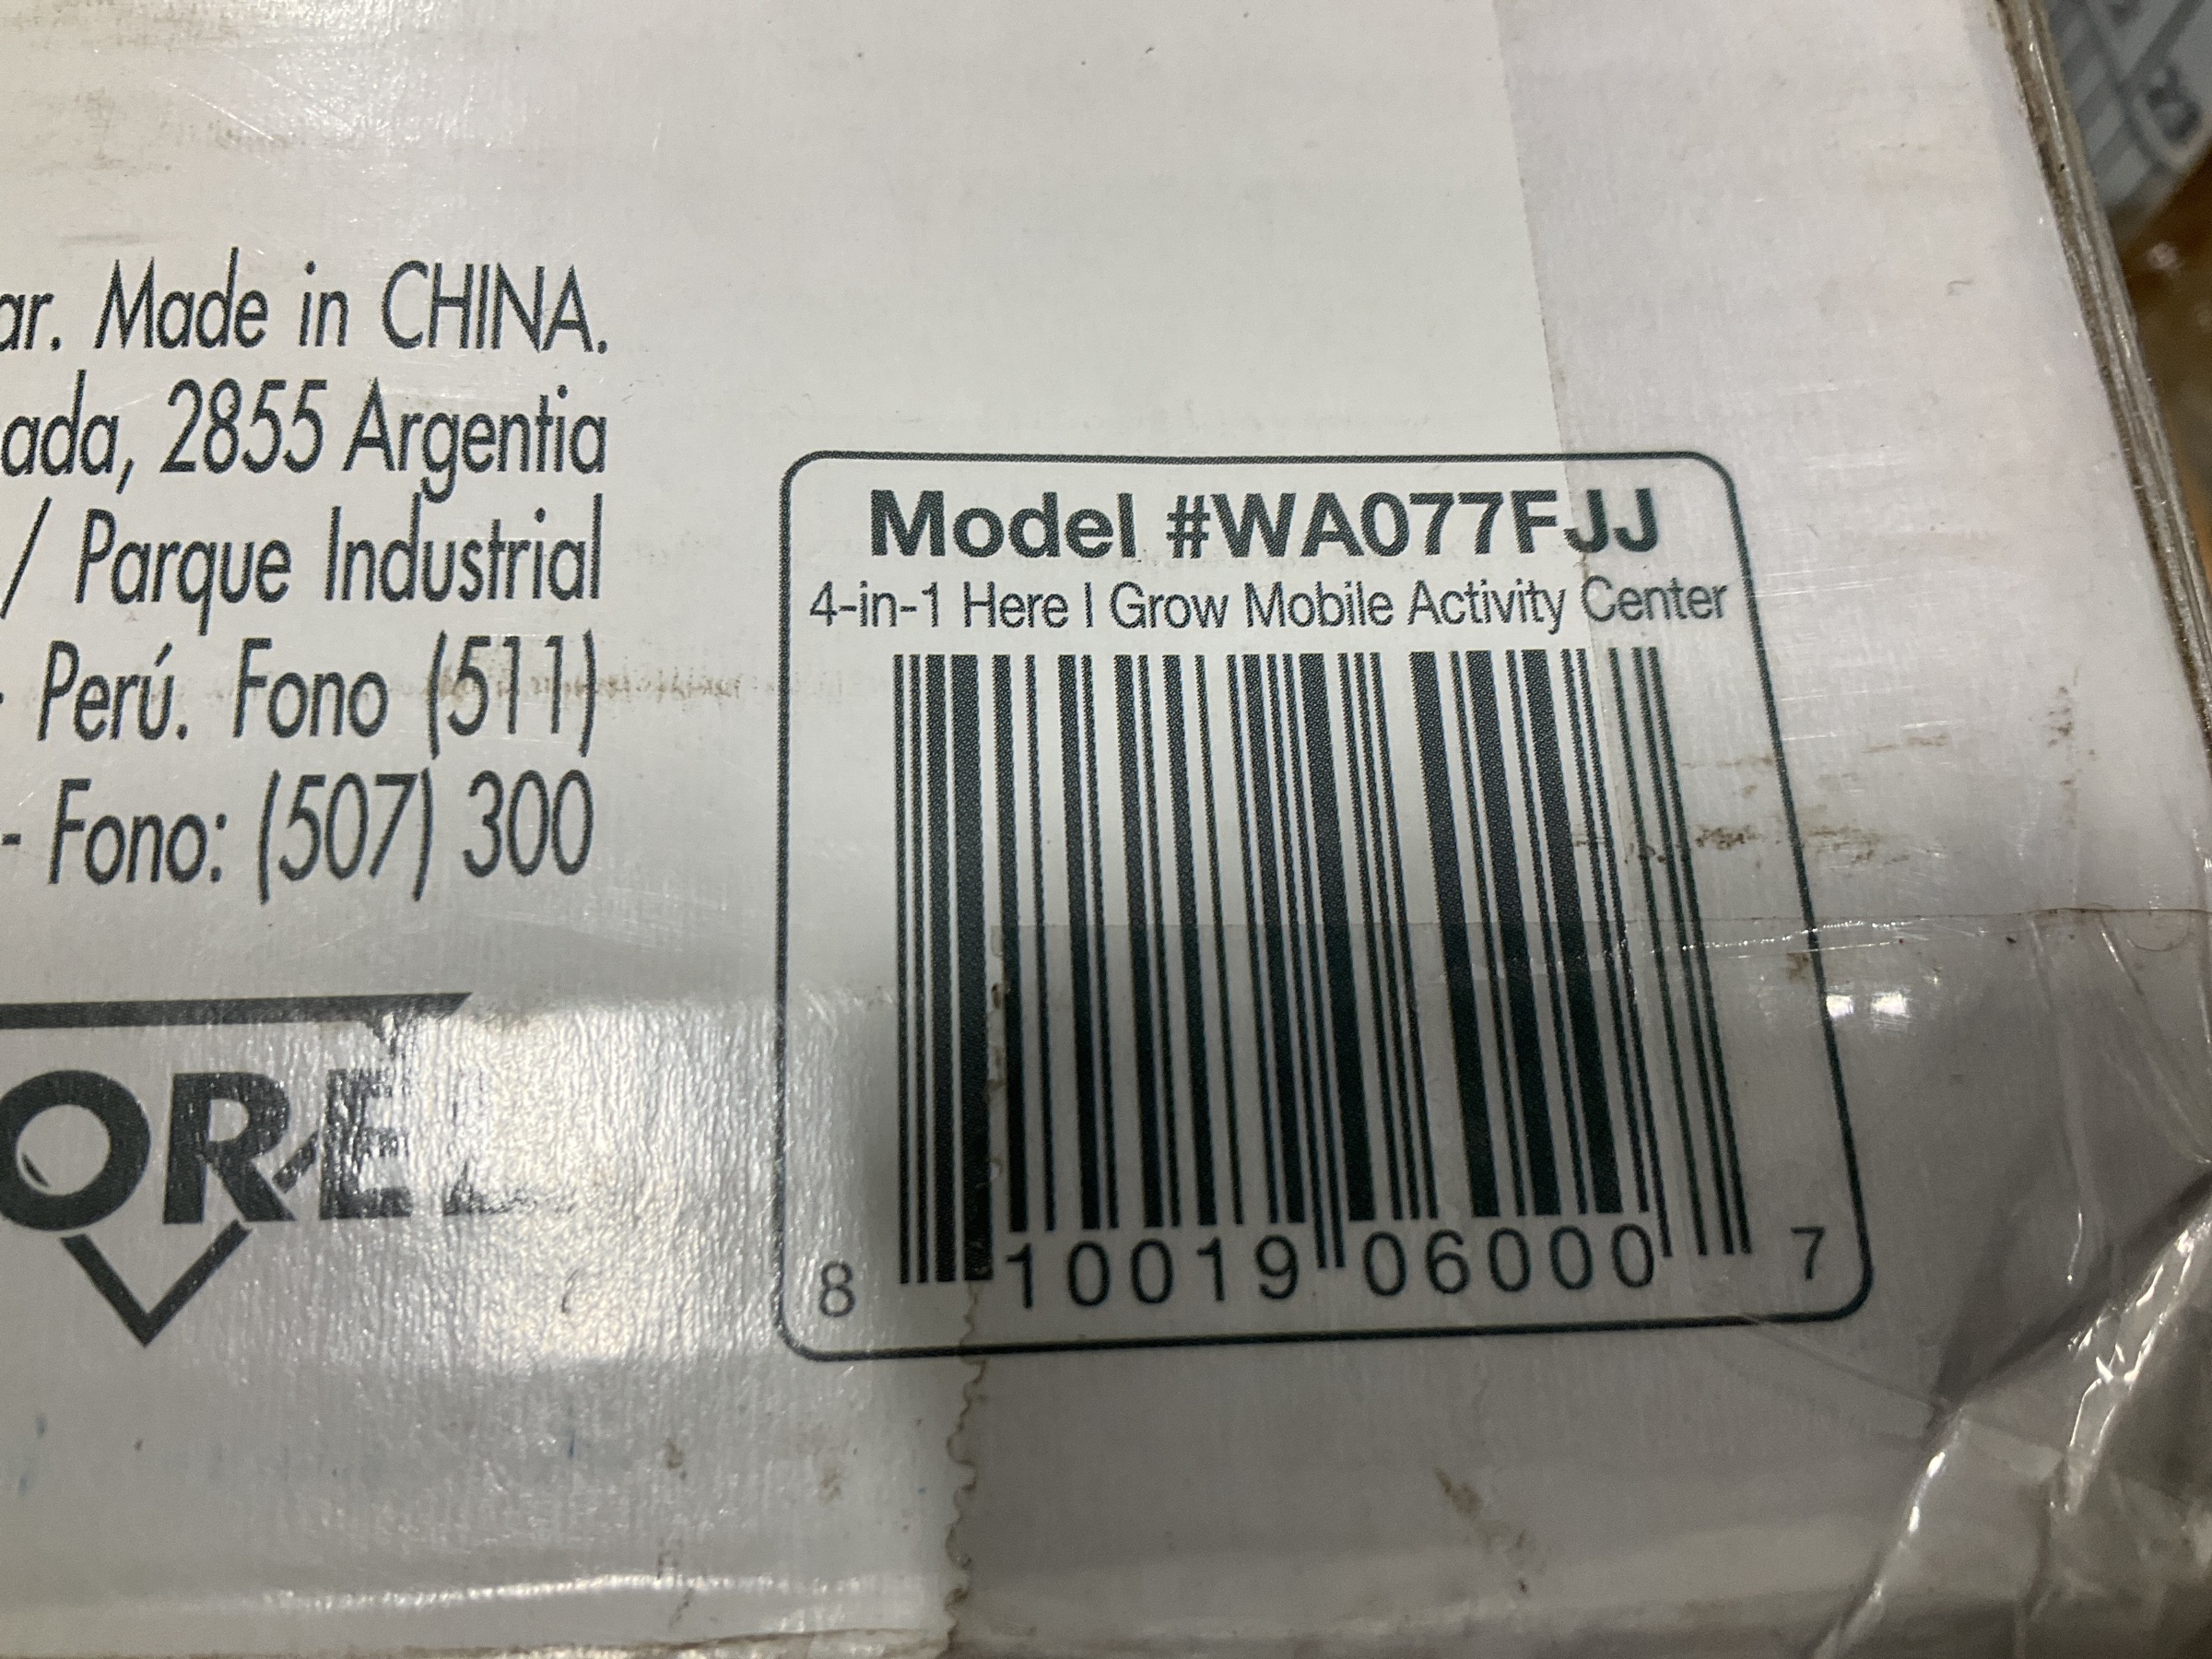 ar. Made in CHINA.
ada, 2855 Argentia
/ Parque Industrial
- Perú. Fono (511)
- Fono: (507) 300
ORE
Model #WA077FJJ
4-in-1 Here I Grow Mobile Activity Center
8 10019 06000 7